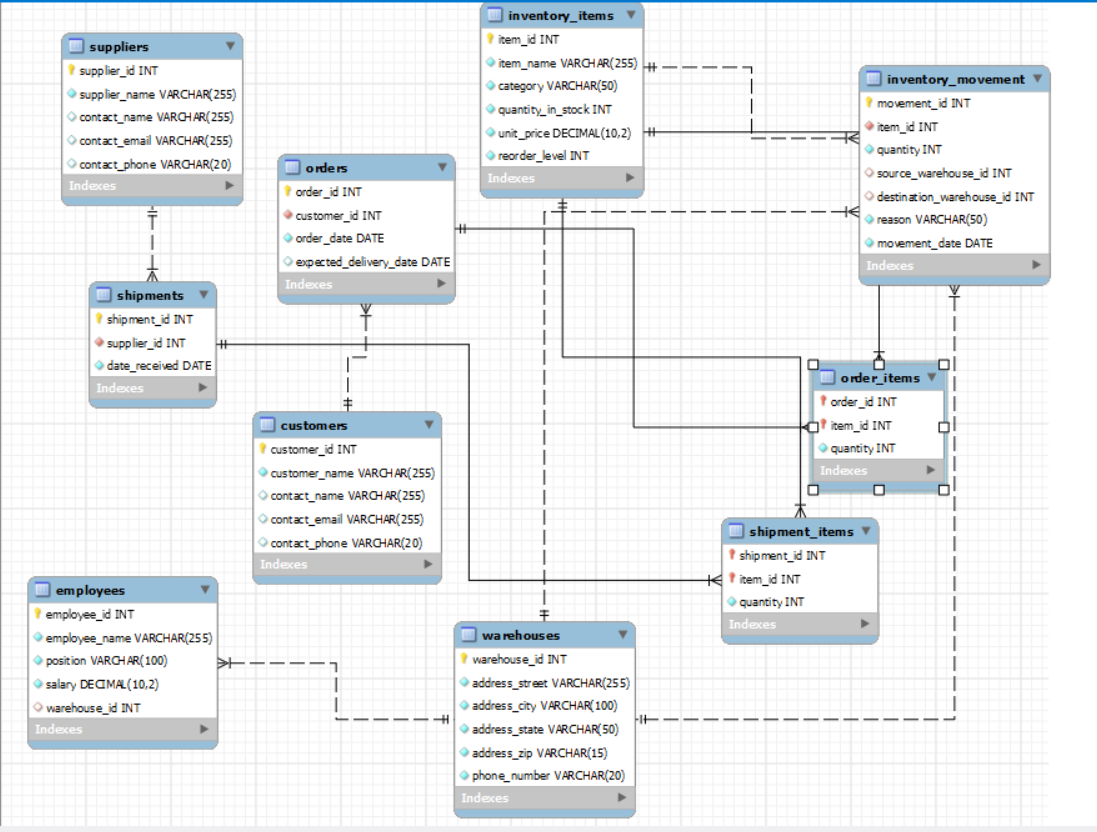 suppliers
supplier_id INT
supplier_name VARCHAR(255)
contact_name VARCHAR(255)
contact_email VARCHAR(255)
contact_phone VARCHAR(20)
Indexes
orders
order_id INT
customer_id INT
order_date DATE
expected_delivery_date DATE
Indexes
inventory_items
item_id INT
item_name VARCHAR(255)
category VARCHAR(50)
quantity_in_stock INT
unit_price DECIMAL(10,2)
reorder_level INT
Indexes
inventory_movement
movement_id INT
item_id INT
quantity INT
source_warehouse_id INT
destination_warehouse_id INT
reason VARCHAR(50)
movement_date DATE
Indexes
shipments
shipment_id INT
supplier_id INT
date_received DATE
Indexes
customers
customer_id INT
customer_name VARCHAR(255)
contact_name VARCHAR(255)
contact_email VARCHAR(255)
contact_phone VARCHAR(20)
Indexes
order_items
order_id INT
item_id INT
quantity INT
Indexes
shipment_items
shipment_id INT
item_id INT
quantity INT
Indexes
employees
employee_id INT
employee_name VARCHAR(255)
position VARCHAR(100)
salary DECIMAL(10,2)
warehouse_id INT
Indexes
warehouses
warehouse_id INT
address_street VARCHAR(255)
address_city VARCHAR(100)
address_state VARCHAR(50)
address_zip VARCHAR(15)
phone_number VARCHAR(20)
Indexes